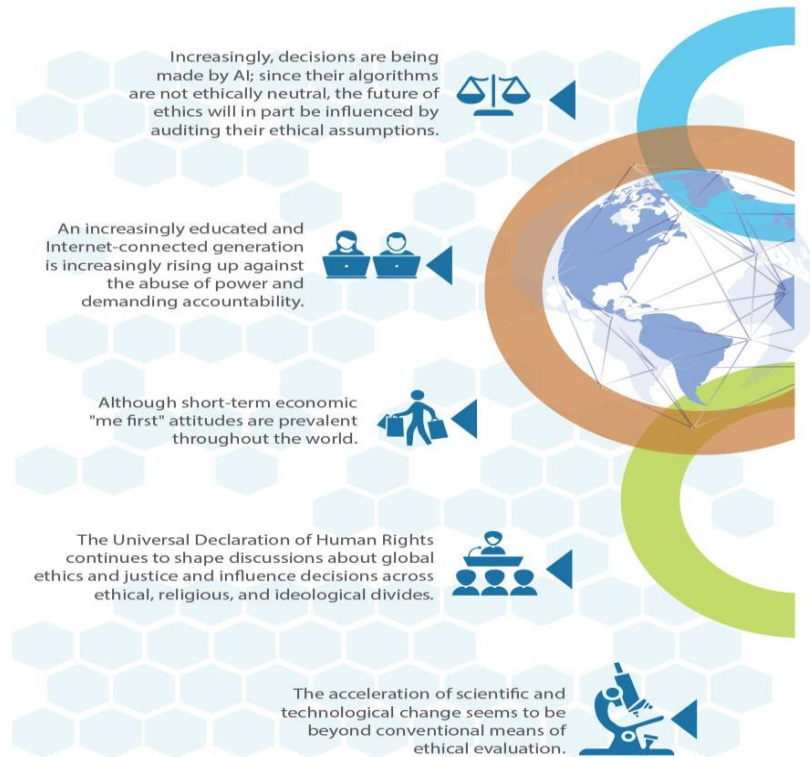 Increasingly, decisions are being
made by AI; since their algorithms
are not ethically neutral, the future of
ethics will in part be influenced by
auditing their ethical assumptions.
An increasingly educated and
Internet-connected generation
is increasingly rising up against
the abuse of power and
demanding accountability.
Although short-term economic
"me first" attitudes are prevalent
throughout the world.
The Universal Declaration of Human Rights
continues to shape discussions about global
ethics and justice and influence decisions across
ethical, religious, and ideological divides.
The acceleration of scientific and
technological change seems to be
beyond conventional means of
ethical evaluation.